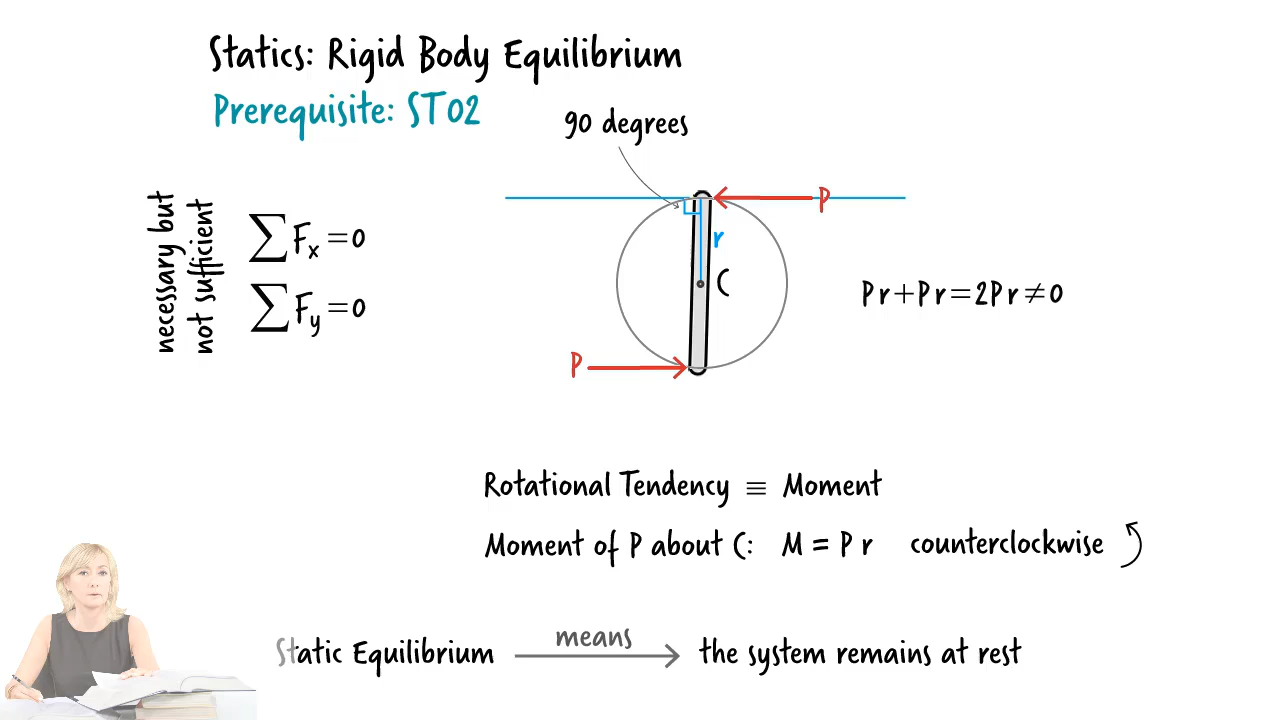 Statics: Rigid Body Equilibrium
Prerequisite: ST02
90 degrees
necessary but
not sufficient
∑Fx=0
∑Fy=0
P
r
C
P
Pr+Pr=2Pr≠0
Rotational Tendency ≡ Moment
Moment of P about C: M = P r counterclockwise
means
Static Equilibrium the system remains at rest